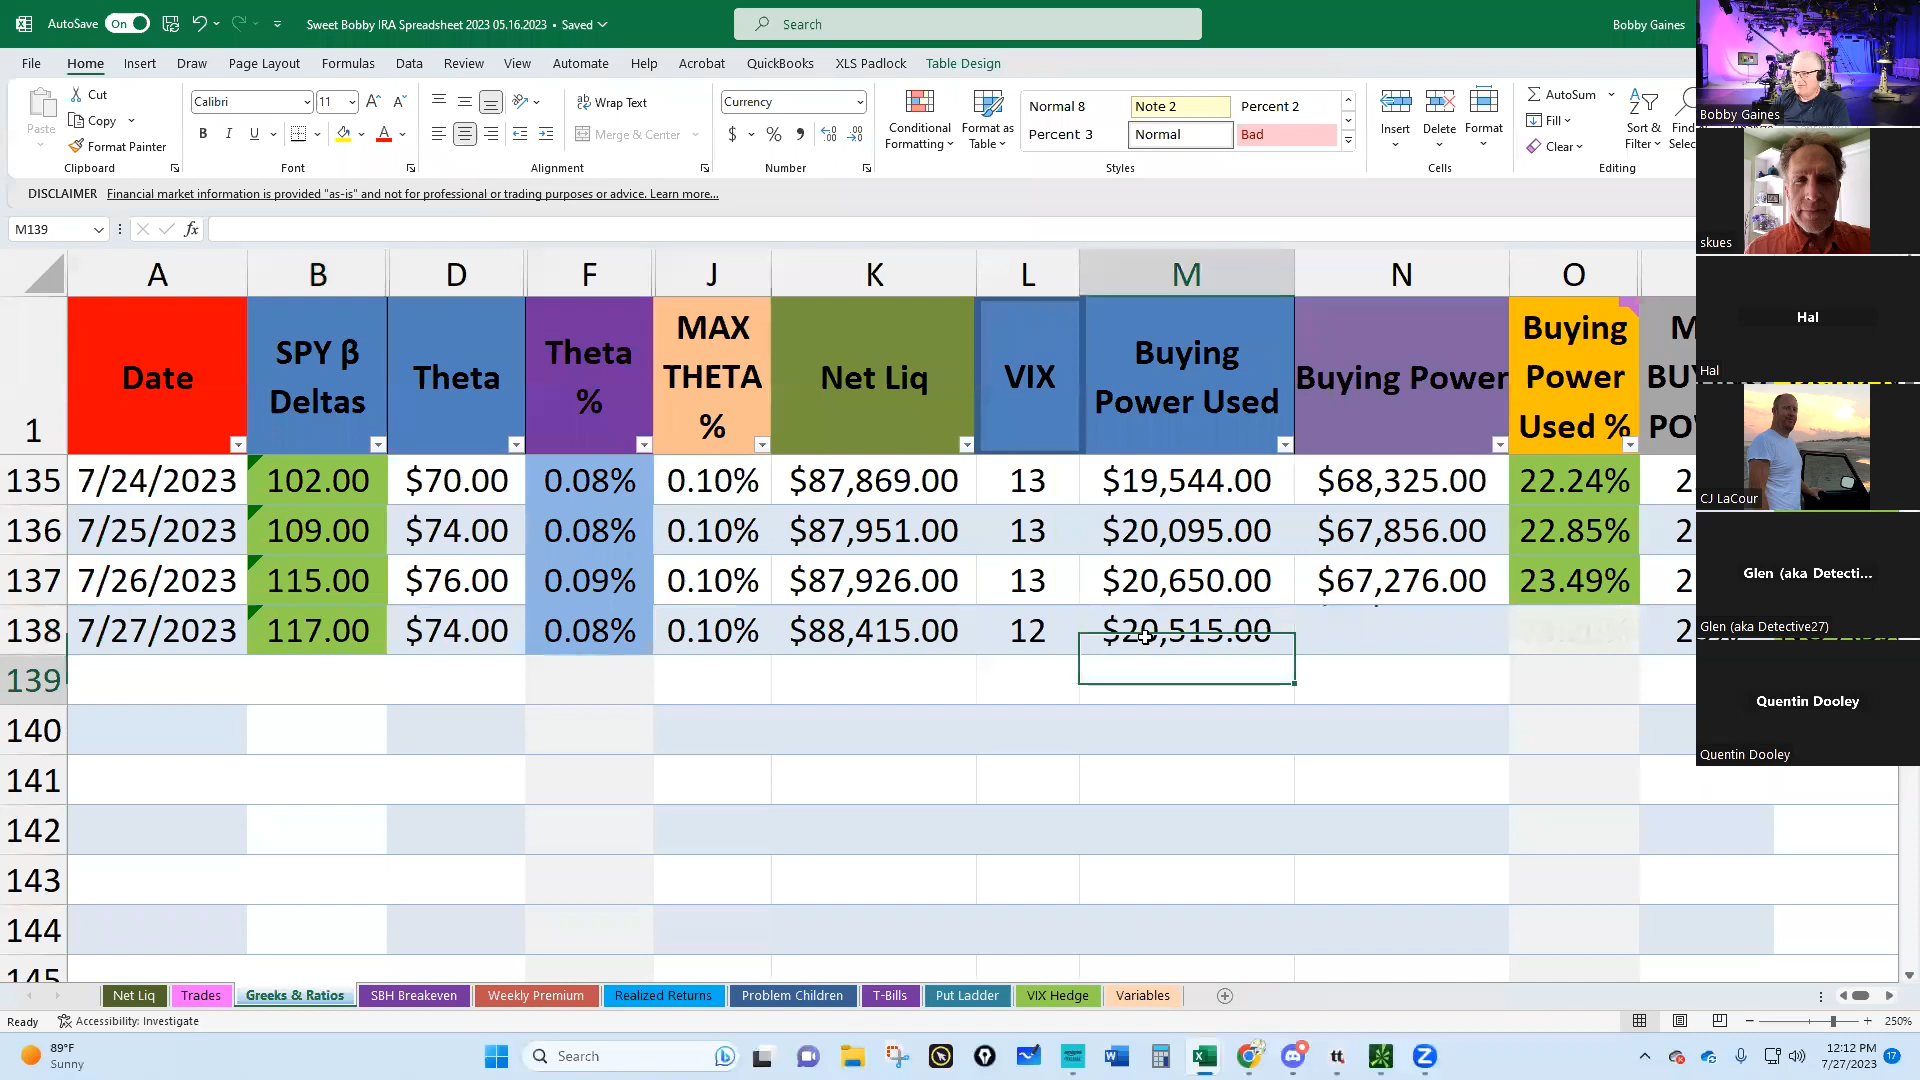 AutoSave On Sweet Bobby IRA Spreadsheet 2023 05.16.2023 • Saved Search Bobby Gaines
File Home Insert Draw Page Layout Formulas Data Review View Automate Help Acrobat QuickBooks XLS Padlock Table Design
Paste Cut Copy Format Painter
Clipboard
Calibri 11
B I U
Font
Wrap Text
Merge & Center
Alignment
Currency
$ % ,
Number
Conditional Formatting
Format as Table
Normal 8 Note 2 Percent 2
Percent 3 Normal Bad
Styles
Insert Delete Format
Cells
AutoSum
Fill
Clear
Sort & Filter
Editing
DISCLAIMER Financial market information is provided "as-is" and not for professional or trading purposes or advice. Learn more...
M139 fx
A B D F J K L M N O
1 Date SPY β Deltas Theta Theta % MAX THETA % Net Liq VIX Buying Power Used Buying Power Buying Power Used %
135 7/24/2023 102.00 $70.00 0.08% 0.10% $87,869.00 13 $19,544.00 $68,325.00 22.24% 2
136 7/25/2023 109.00 $74.00 0.08% 0.10% $87,951.00 13 $20,095.00 $67,856.00 22.85% 2
137 7/26/2023 115.00 $76.00 0.09% 0.10% $87,926.00 13 $20,650.00 $67,276.00 23.49% 2
138 7/27/2023 117.00 $74.00 0.08% 0.10% $88,415.00 12 $20,515.00 2
139
140
141
142
143
144
145
Bobby Gaines
skues
Hal
Hal
CJ LaCour
Glen (aka Detecti...
Glen (aka Detective27)
Quentin Dooley
Quentin Dooley
Net Liq Trades Greeks & Ratios SBH Breakeven Weekly Premium Realized Returns Problem Children T-Bills Put Ladder VIX Hedge Variables
Ready Accessibility: Investigate 250%
89°F
Sunny
Search
tt
12:12 PM
7/27/2023
17